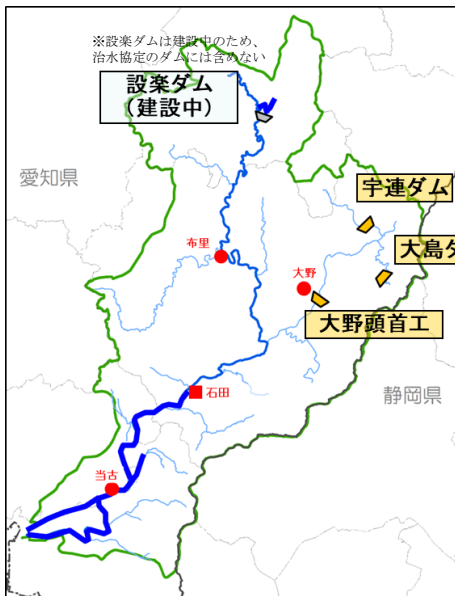 ※設楽ダムは建設中のため、
治水協定のダムには含めない
設楽ダム
（建設中）
愛知県
宇連ダム
布里
大島ダ
大野
大野頭首工
石田
静岡県
当古